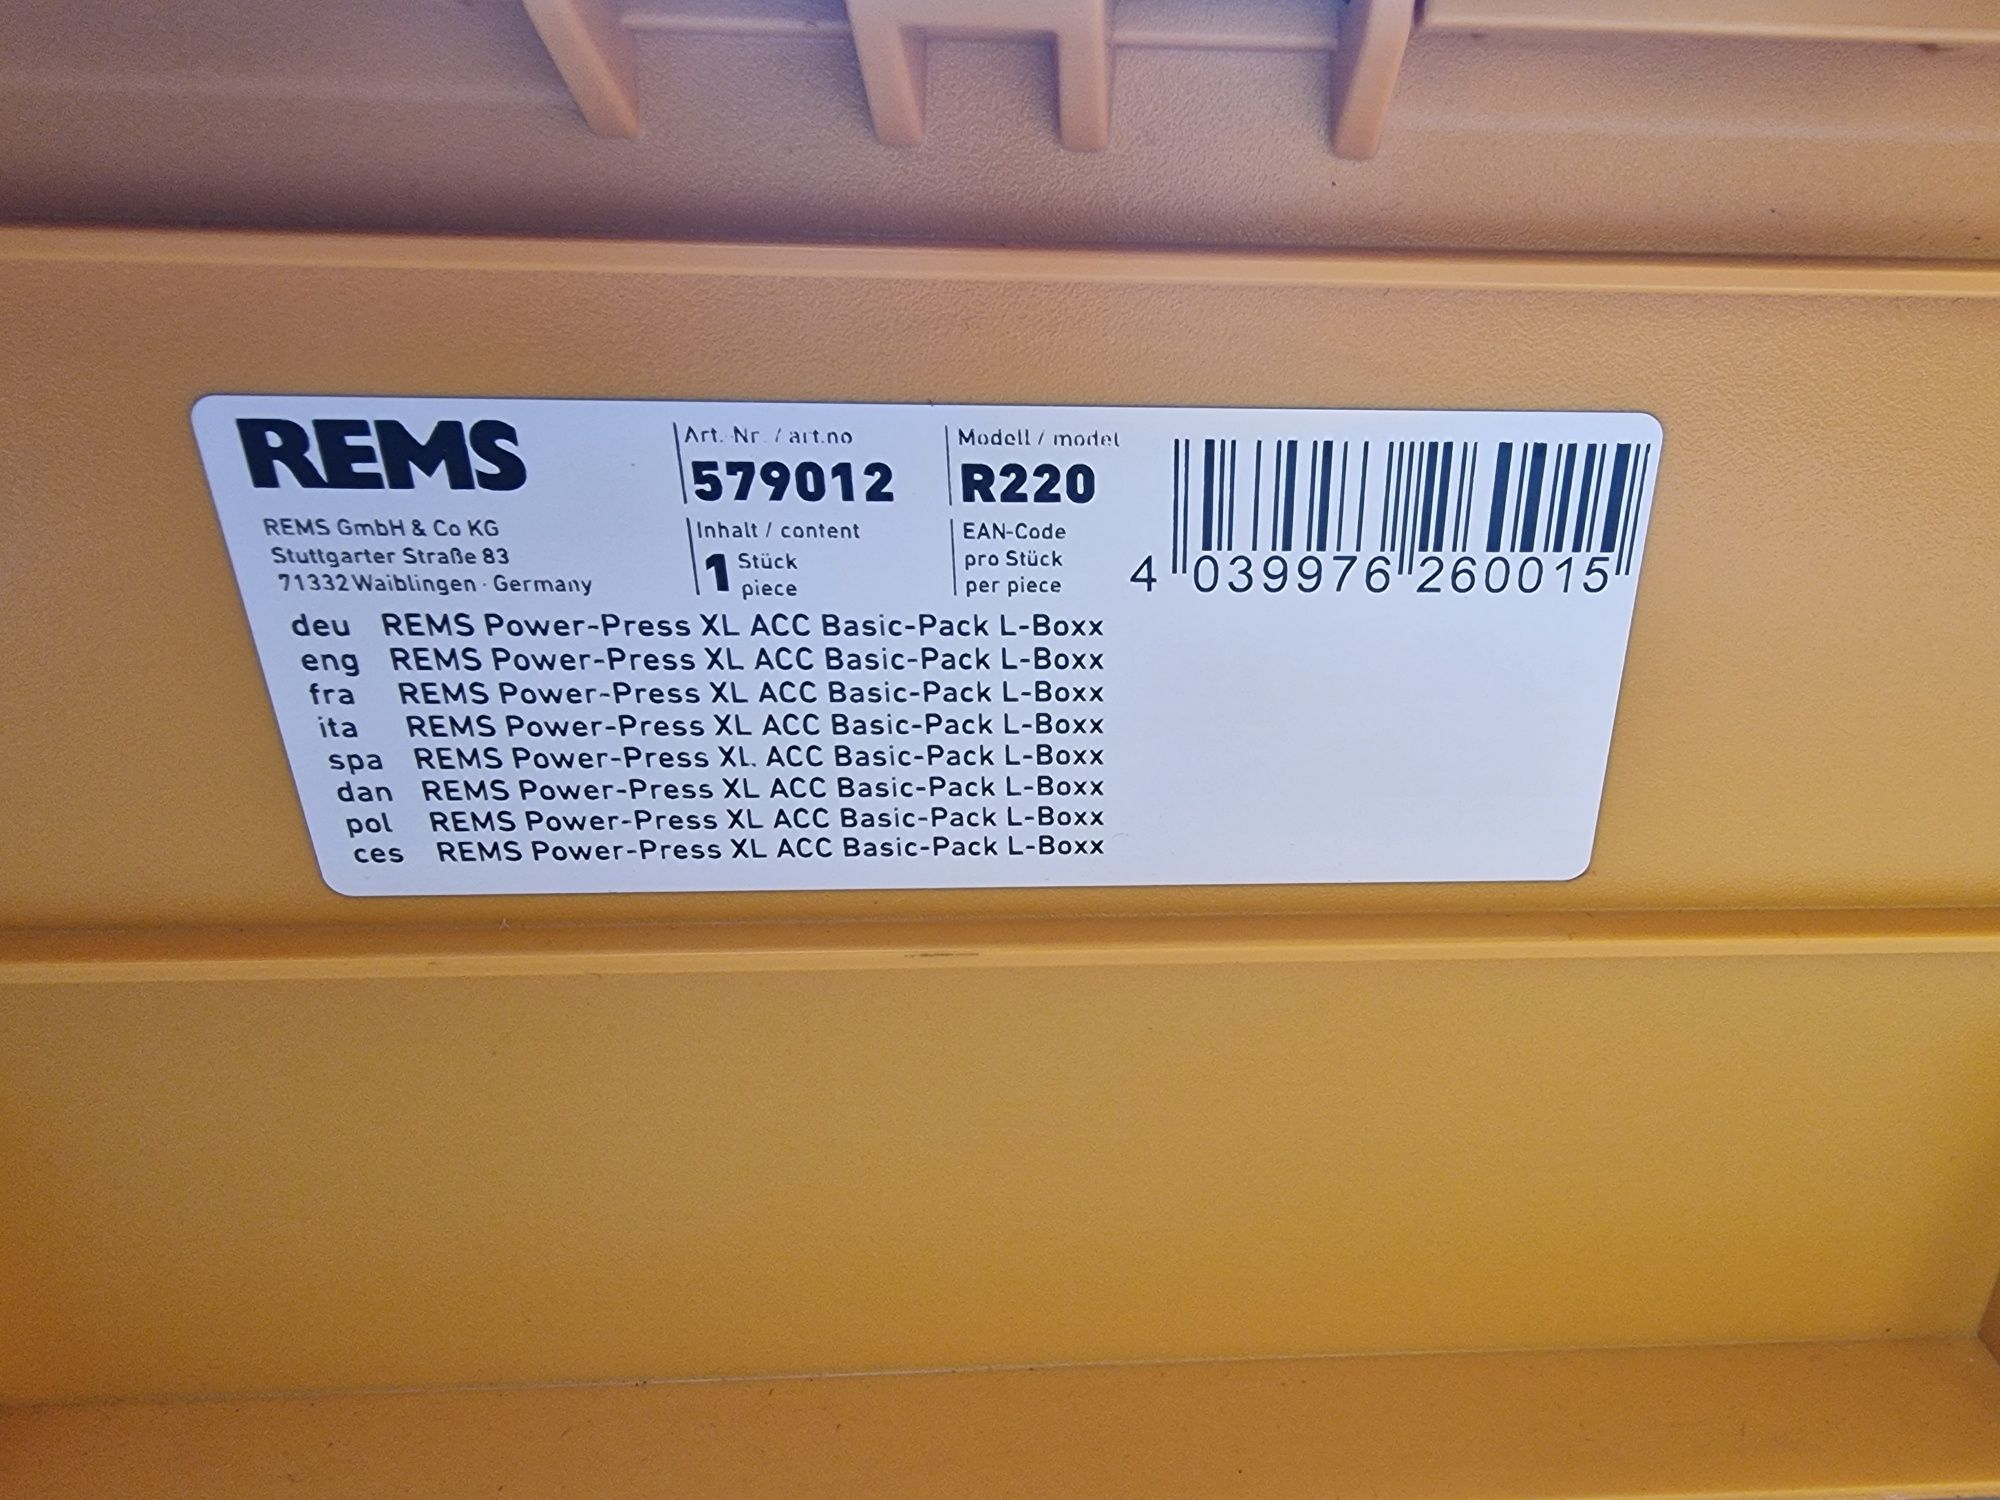 REMS
REMS GmbH & Co KG
Stuttgarter Straße 83
71332 Waiblingen · Germany
Art.-Nr. / art.no
579012
Inhalt / content
1 Stück
piece
Modell / model
R220
EAN-Code
pro Stück
per piece
4 039976 260015
deu REMS Power-Press XL ACC Basic-Pack L-Boxx
eng REMS Power-Press XL ACC Basic-Pack L-Boxx
fra REMS Power-Press XL ACC Basic-Pack L-Boxx
ita REMS Power-Press XL ACC Basic-Pack L-Boxx
spa REMS Power-Press XL ACC Basic-Pack L-Boxx
dan REMS Power-Press XL ACC Basic-Pack L-Boxx
pol REMS Power-Press XL ACC Basic-Pack L-Boxx
ces REMS Power-Press XL ACC Basic-Pack L-Boxx